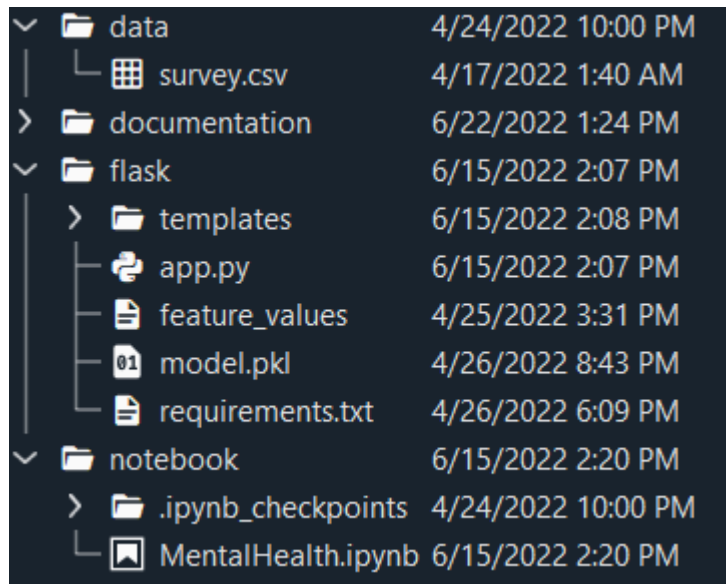 data 4/24/2022 10:00 PM
survey.csv 4/17/2022 1:40 AM
documentation 6/22/2022 1:24 PM
flask 6/15/2022 2:07 PM
templates 6/15/2022 2:08 PM
app.py 6/15/2022 2:07 PM
feature_values 4/25/2022 3:31 PM
01 model.pkl 4/26/2022 8:43 PM
requirements.txt 4/26/2022 6:09 PM
notebook 6/15/2022 2:20 PM
.ipynb_checkpoints 4/24/2022 10:00 PM
MentalHealth.ipynb 6/15/2022 2:20 PM